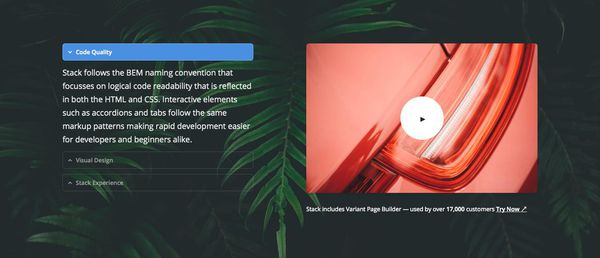 Code Quality
Stack follows the BEM naming convention that
focusses on logical code readability that is reflected
in both the HTML and CSS. Interactive elements
such as accordions and tabs follow the same
markup patterns making rapid development easier
for developers and beginners alike.
Visual Design
Stack Experience
Stack includes Variant Page Builder — used by over 17,000 customers Try Now ↗